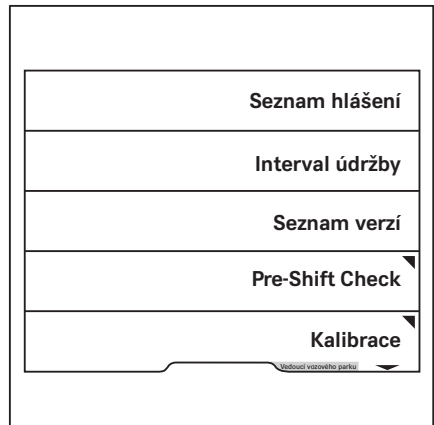 Seznam hlášení
Interval údržby
Seznam verzí
Pre-Shift Check
Kalibrace
Vedoucí vozového parku